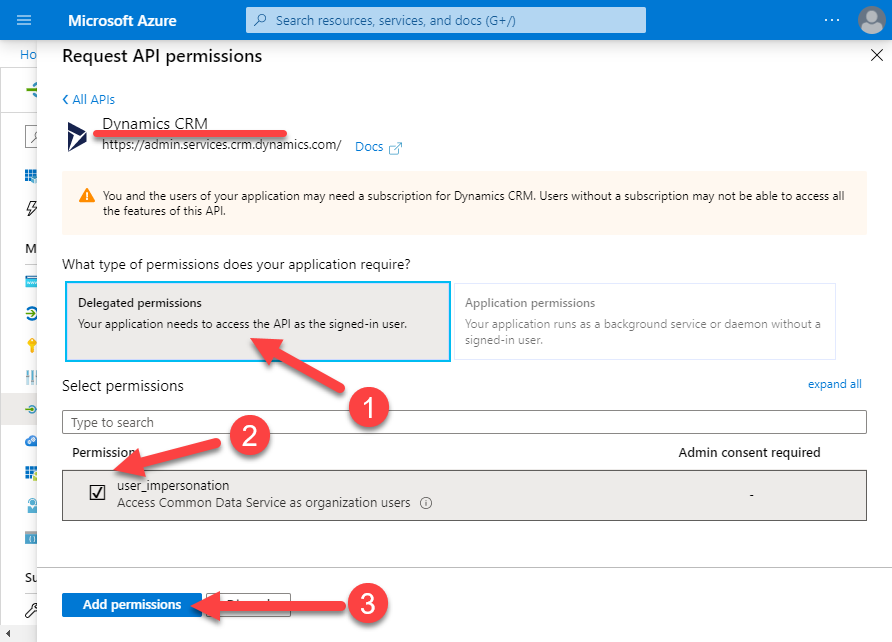 Microsoft Azure
Search resources, services, and docs (G+/)
Ho
Request API permissions
All APIs
Dynamics CRM
https://admin.services.crm.dynamics.com/ Docs
You and the users of your application may need a subscription for Dynamics CRM. Users without a subscription may not be able to access all
the features of this API.
M
What type of permissions does your application require?
Delegated permissions
Your application needs to access the API as the signed-in user.
Application permissions
Your application runs as a background service or daemon without a
signed-in user.
Select permissions
expand all
1
Type to search
2
Permission
Admin consent required
user_impersonation
Access Common Data Service as organization users
-
Su
Add permissions
3